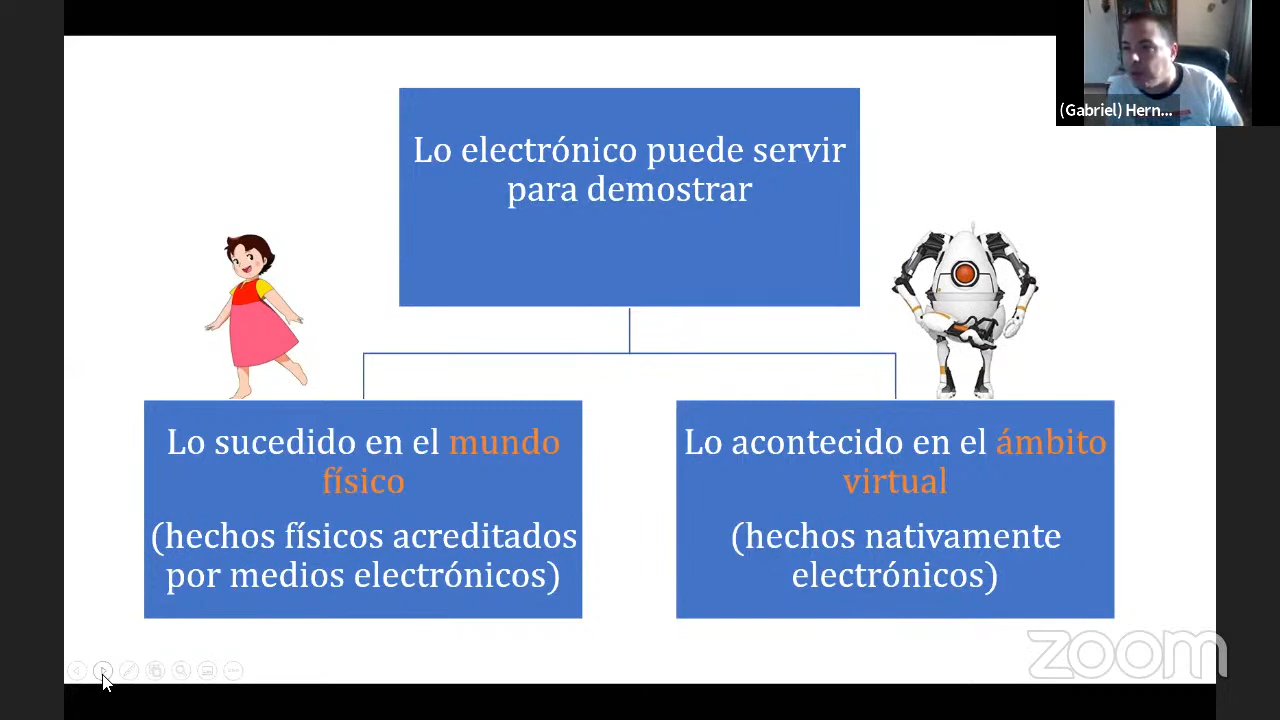 (Gabriel) Hern...
Lo electrónico puede servir
para demostrar
Lo sucedido en el mundo
físico
(hechos físicos acreditados
por medios electrónicos)
Lo acontecido en el ámbito
virtual
(hechos nativamente
electrónicos)
zoom